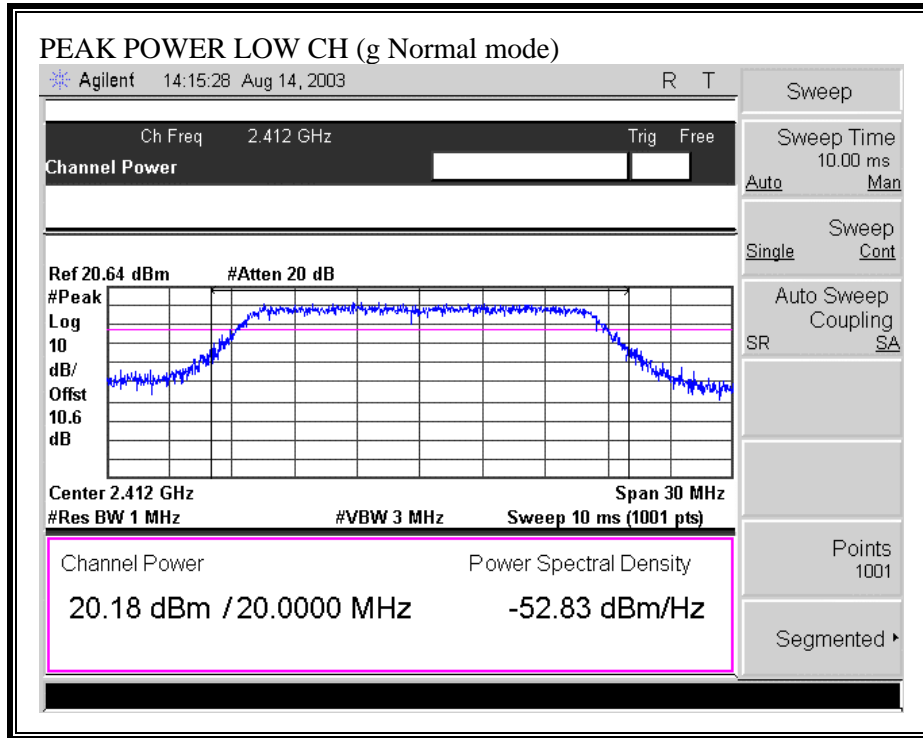 PEAK POWER LOW CH (g Normal mode)
Agilent 14:15:28 Aug 14, 2003 R T
Ch Freq 2.412 GHz Trig Free
Channel Power
Ref 20.64 dBm #Atten 20 dB
#Peak
Log
10
dB/
Offst
10.6
dB
Center 2.412 GHz Span 30 MHz
#Res BW 1 MHz #VBW 3 MHz Sweep 10 ms (1001 pts)
Channel Power Power Spectral Density
20.18 dBm / 20.0000 MHz -52.83 dBm/Hz
Sweep
Sweep Time
10.00 ms
Auto Man
Sweep
Single Cont
Auto Sweep
Coupling
SR SA
Points
1001
Segmented